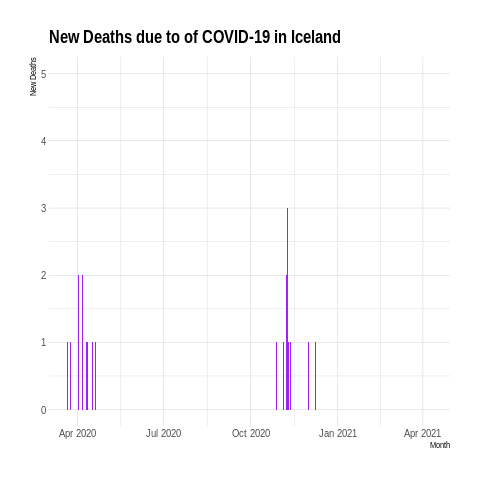 New Deaths due to of COVID-19 in Iceland
New Deaths
5
4
3
2
1
0
Apr 2020 Jul 2020 Oct 2020 Jan 2021 Apr 2021
Month